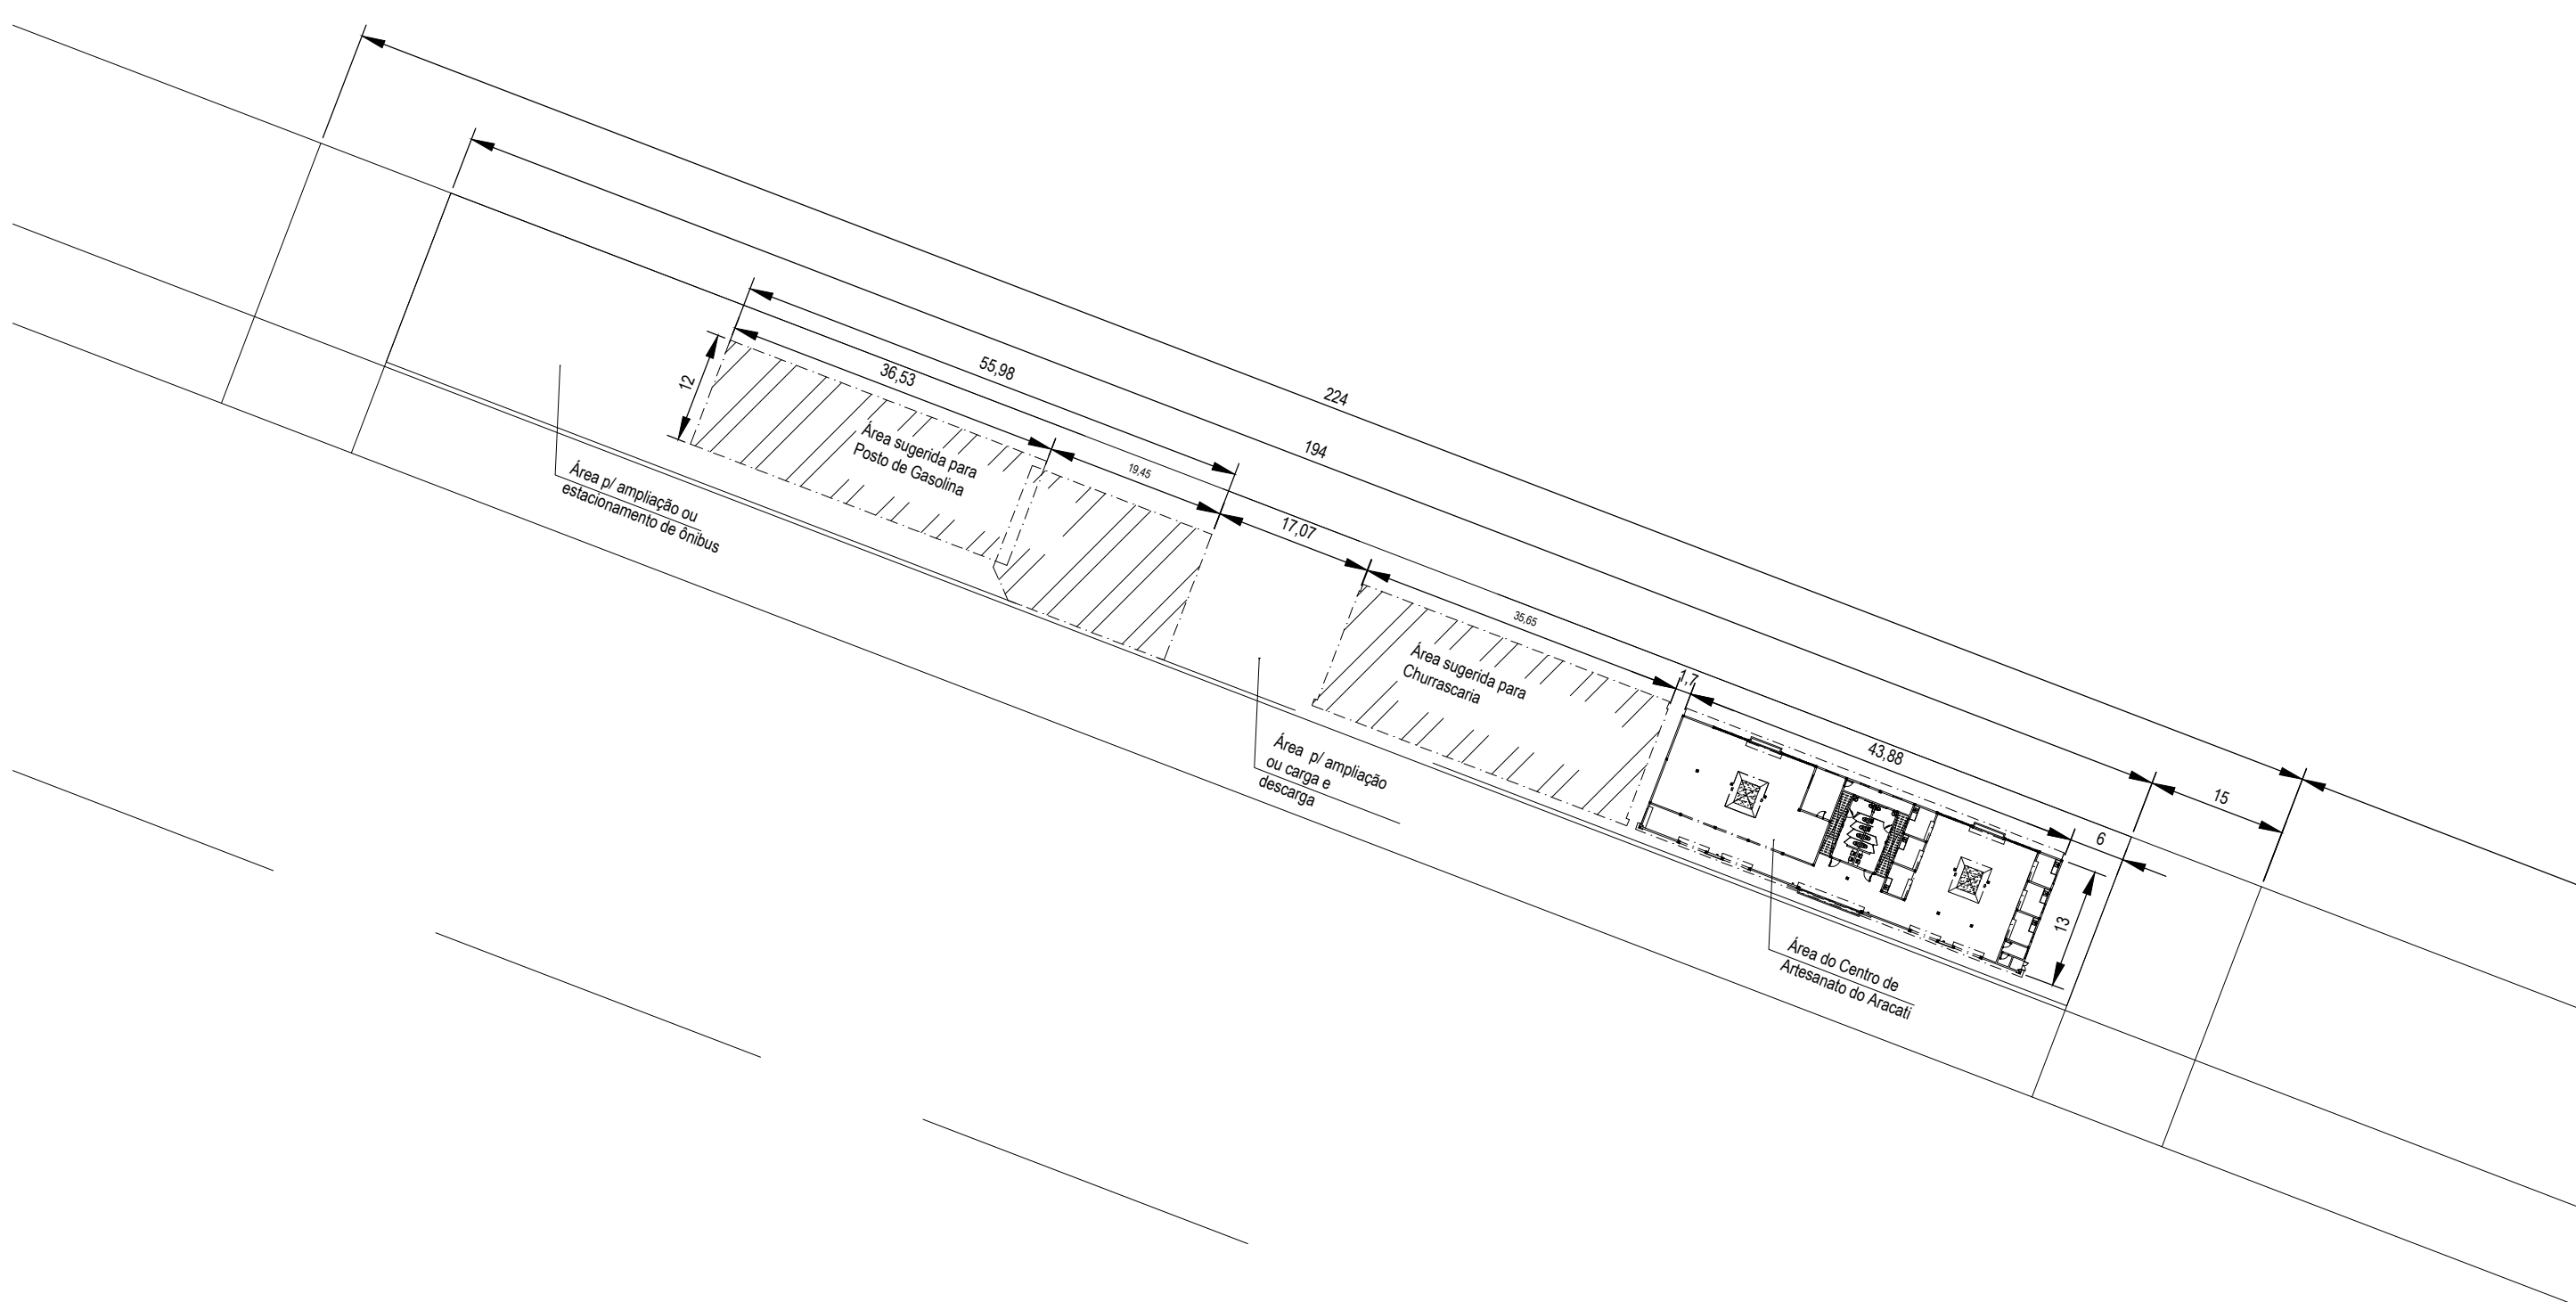 224
194
55,98
36,53
12
19,45
17,07
35,65
1,7
43,88
6
15
13
Área sugerida para
Posto de Gasolina
Área p/ ampliação ou
estacionamento de ônibus
Área sugerida para
Churrascaria
Área p/ ampliação
ou carga e
descarga
Área do Centro de
Artesanato do Aracati